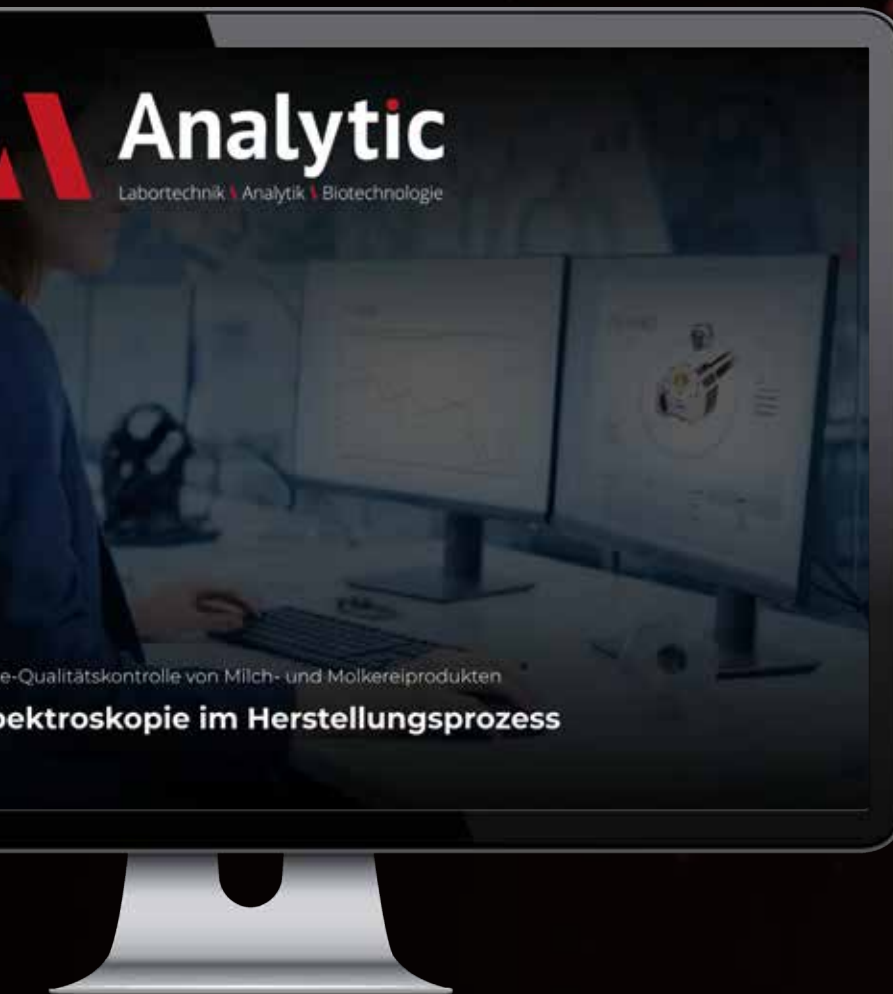 Analytic
Labortechnik \ Analytik \ Biotechnologie
e-Qualitätskontrolle von Milch- und Molkereiprodukten
pektroskopie im Herstellungsprozess